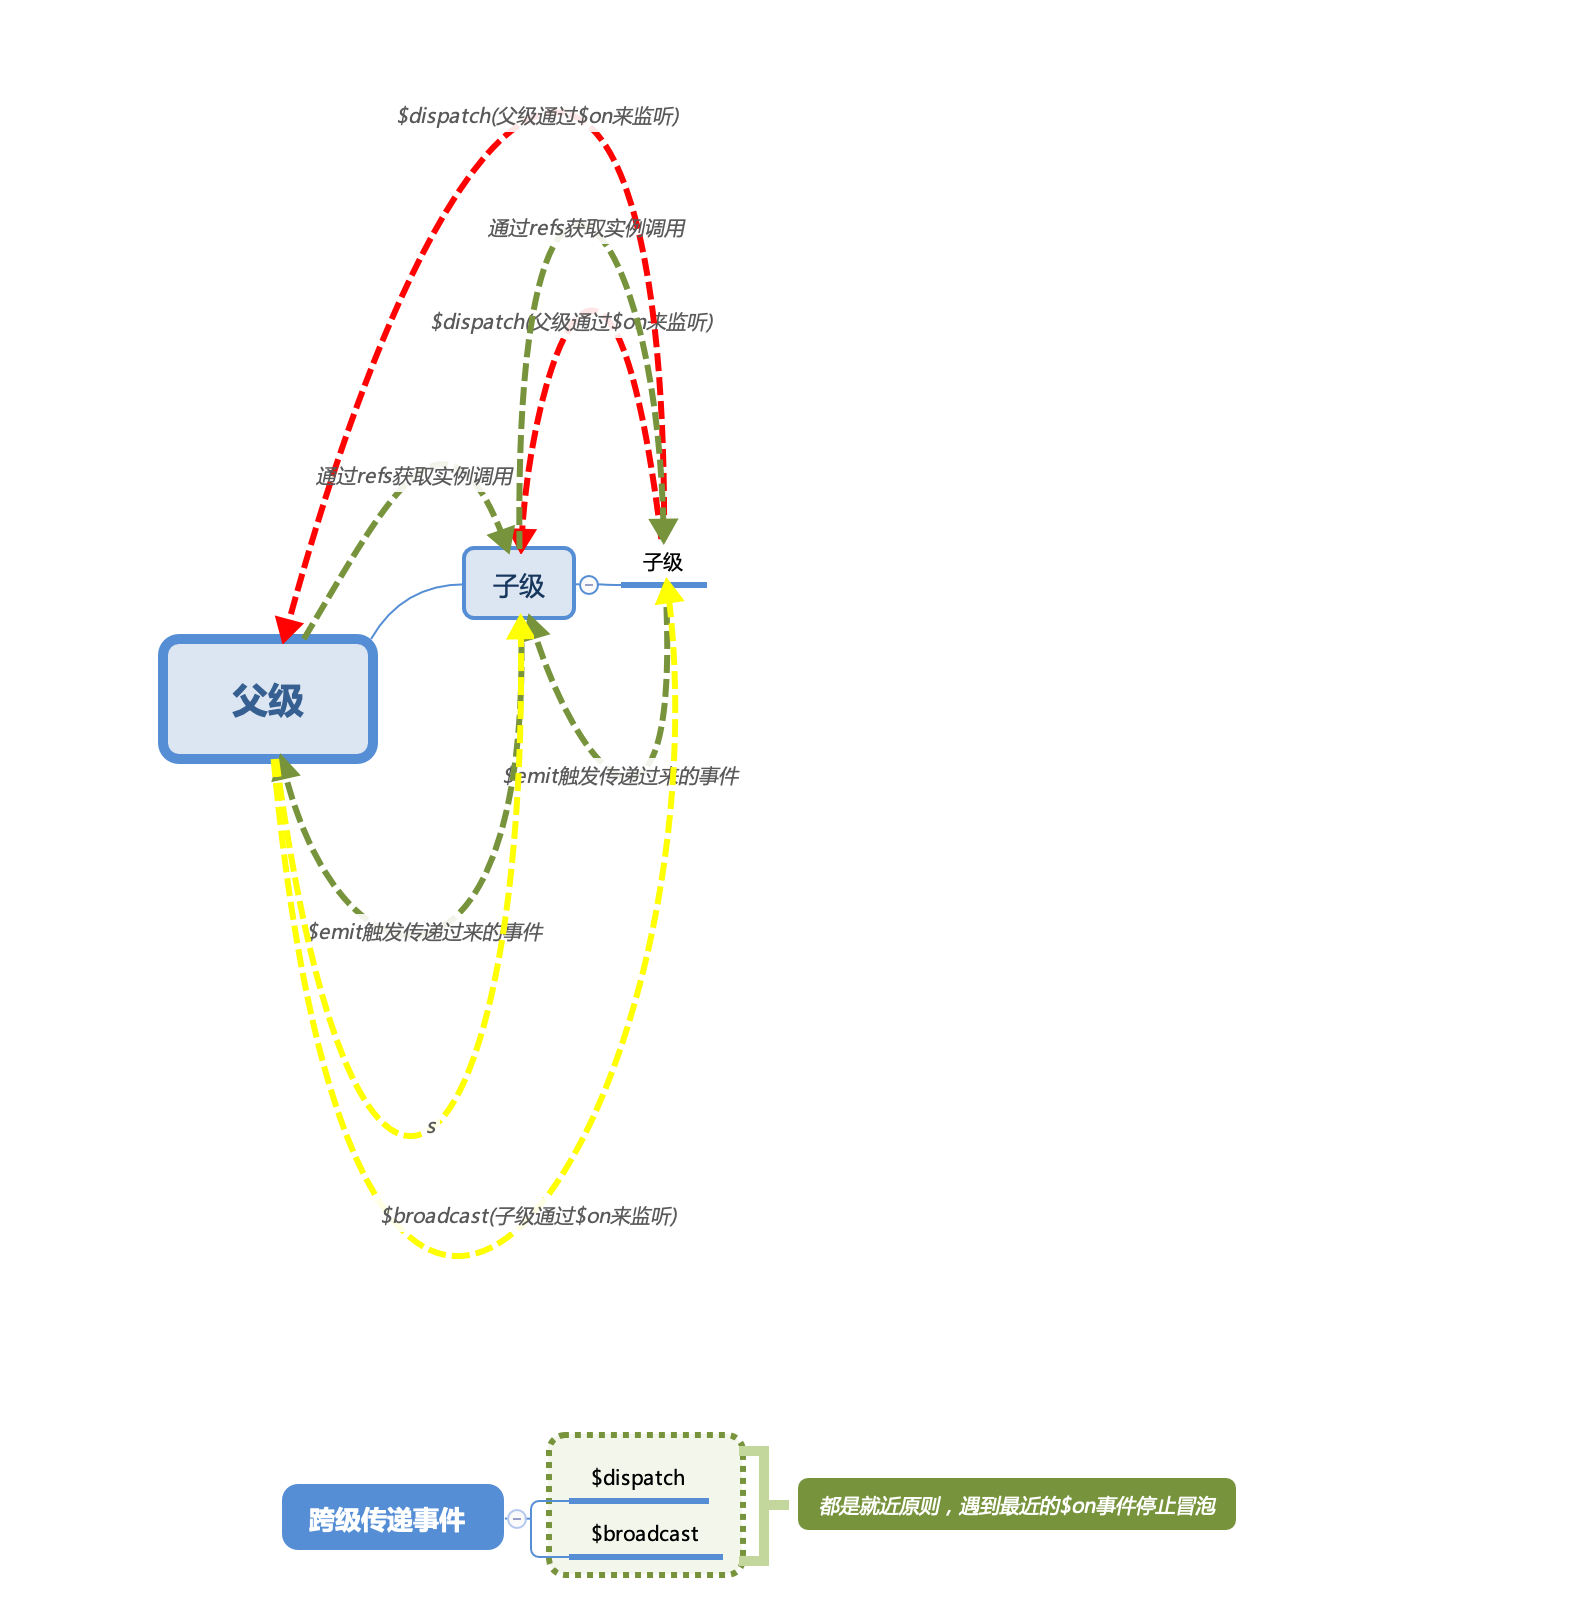 $dispatch(父级通过$on来监听)
通过refs获取实例调用
$dispatch(父级通过$on来监听)
通过refs获取实例调用
子级
子级
父级
$emit触发传递过来的事件
$emit触发传递过来的事件
s
$broadcast(子级通过$on来监听)
$dispatch
跨级传递事件
都是就近原则，遇到最近的$on事件停止冒泡
$broadcast